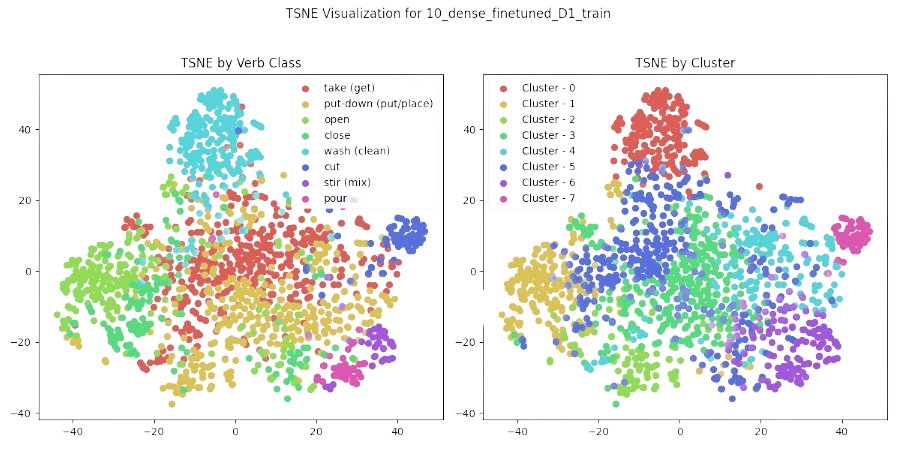 TSNE Visualization for 10_dense_finetuned_D1_train
TSNE by Verb Class
take (get)
put-down (put/place)
open
close
wash (clean)
cut
stir (mix)
pour
40
20
0
−20
−40
−40
−20
0
20
40
TSNE by Cluster
Cluster - 0
Cluster - 1
Cluster - 2
Cluster - 3
Cluster - 4
Cluster - 5
Cluster - 6
Cluster - 7
40
20
0
−20
−40
−40
−20
0
20
40